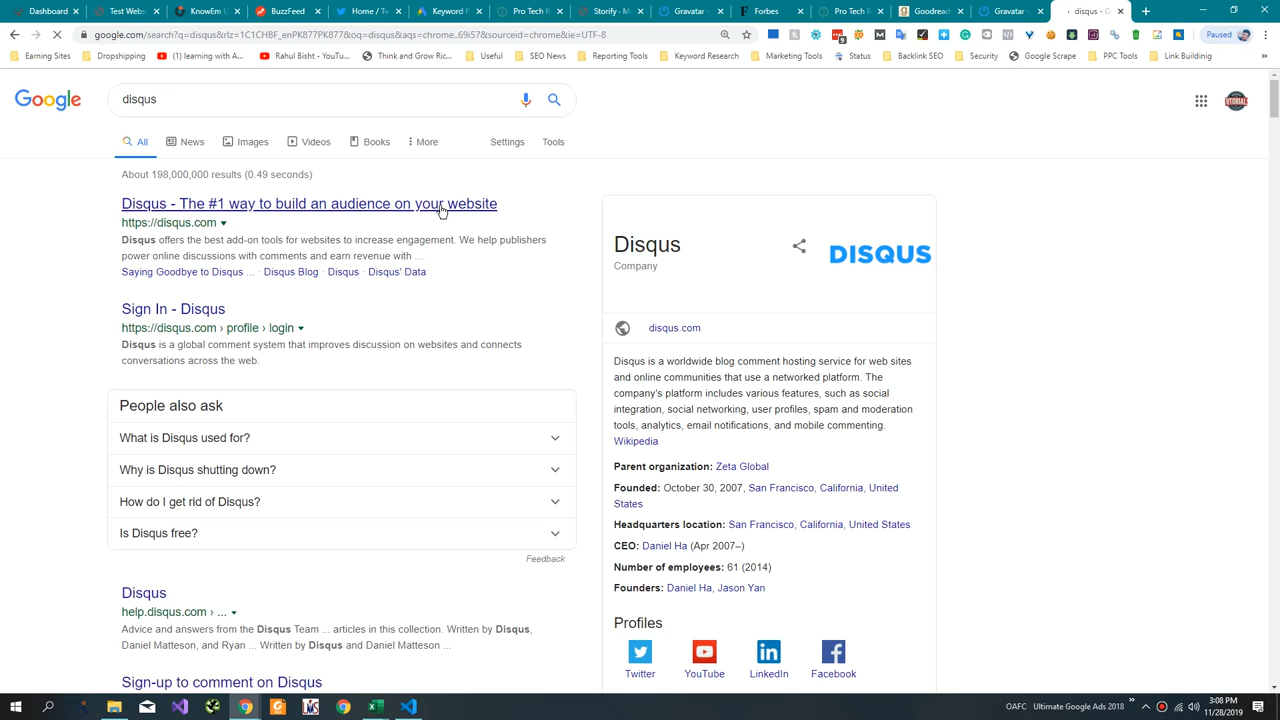 Dashboard
Test Webs
KnowEm U
BuzzFeed
Home / Tw
Keyword P
Pro Tech R
Storify - M
Gravatar -
Forbes
Pro Tech R
Goodread
Gravatar -
disqus - G
google.com/search?q=disqus&rlz=1C1CHBF_enPK877PK877&oq=disqus&aqs=chrome..69i57&sourceid=chrome&ie=UTF-8
Paused
Earning Sites
Dropshipping
(1) learning with A...
Rahul Bisht - YouTu...
Think and Grow Ric...
Useful
SEO News
Reporting Tools
Keyword Research
Marketing Tools
Status
Backlink SEO
Security
Google Scrape
PPC Tools
Link Buildinig
Google
disqus
All
News
Images
Videos
Books
More
Settings
Tools
About 198,000,000 results (0.49 seconds)
Disqus - The #1 way to build an audience on your website
https://disqus.com
Disqus offers the best add-on tools for websites to increase engagement. We help publishers
power online discussions with comments and earn revenue with ...
Saying Goodbye to Disqus ... · Disqus Blog · Disqus · Disqus' Data
Sign In - Disqus
https://disqus.com › profile › login
Disqus is a global comment system that improves discussion on websites and connects
conversations across the web.
People also ask
What is Disqus used for?
Why is Disqus shutting down?
How do I get rid of Disqus?
Is Disqus free?
Feedback
Disqus
help.disqus.com › ...
Advice and answers from the Disqus Team ... articles in this collection. Written by Disqus,
Daniel Matteson, and Ryan ... Written by Disqus and Daniel Matteson ...
Sign-up to comment on Disqus
Disqus
Company
DISQUS
disqus.com
Disqus is a worldwide blog comment hosting service for web sites
and online communities that use a networked platform. The
company's platform includes various features, such as social
integration, social networking, user profiles, spam and moderation
tools, analytics, email notifications, and mobile commenting.
Wikipedia
Parent organization: Zeta Global
Founded: October 30, 2007, San Francisco, California, United
States
Headquarters location: San Francisco, California, United States
CEO: Daniel Ha (Apr 2007–)
Number of employees: 61 (2014)
Founders: Daniel Ha, Jason Yan
Profiles
Twitter
YouTube
LinkedIn
Facebook
OAFC
Ultimate Google Ads 2018
3:08 PM
11/28/2019